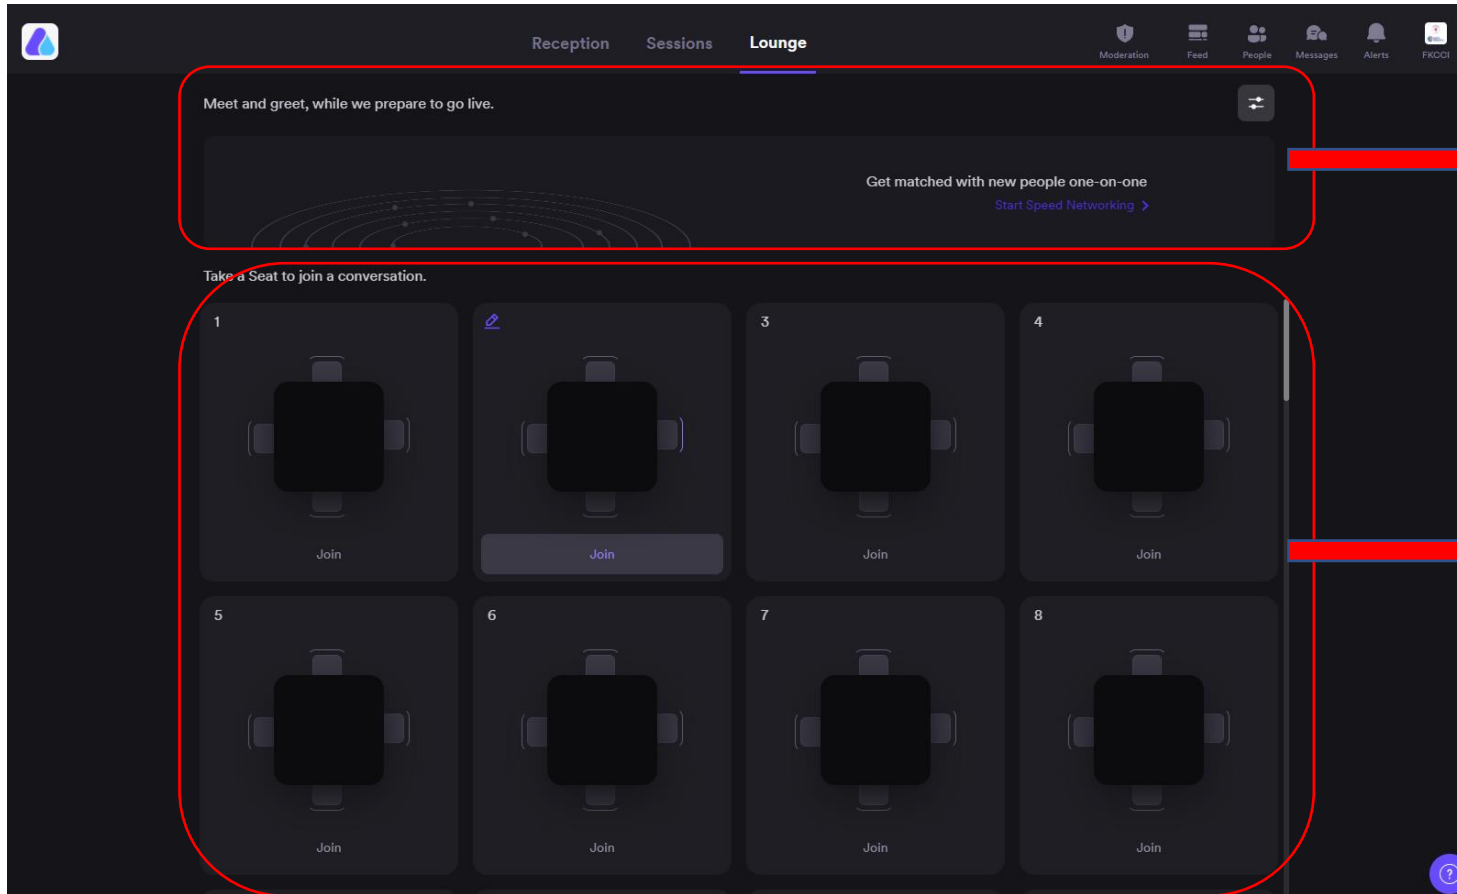 Reception Sessions Lounge
Moderation Feed People Messages Alerts FKCCI
Meet and greet, while we prepare to go live.
Get matched with new people one-on-one
Start Speed Networking >
Take a Seat to join a conversation.
1 3 4
Join Join Join Join
5 6 7 8
Join Join Join Join
?